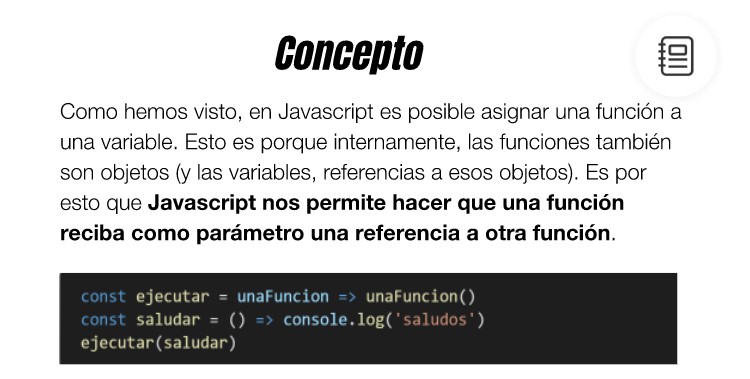 Concepto
Como hemos visto, en Javascript es posible asignar una función a
una variable. Esto es porque internamente, las funciones también
son objetos (y las variables, referencias a esos objetos). Es por
esto que Javascript nos permite hacer que una función
reciba como parámetro una referencia a otra función.
const ejecutar = unaFuncion => unaFuncion()
const saludar = () => console.log('saludos')
ejecutar(saludar)